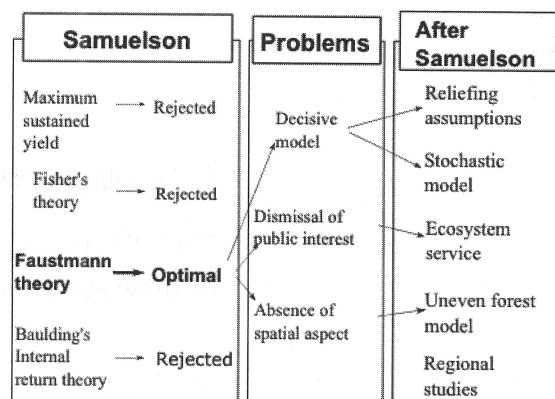 Samuelson
Problems
After
Samuelson
Maximum
sustained
yield
Rejected
Fisher's
theory
Rejected
Faustmann
theory
Optimal
Baulding's
Internal
return theory
Rejected
Decisive
model
Dismissal of
public interest
Absence of
spatial aspect
Reliefing
assumptions
Stochastic
model
Ecosystem
service
Uneven forest
model
Regional
studies